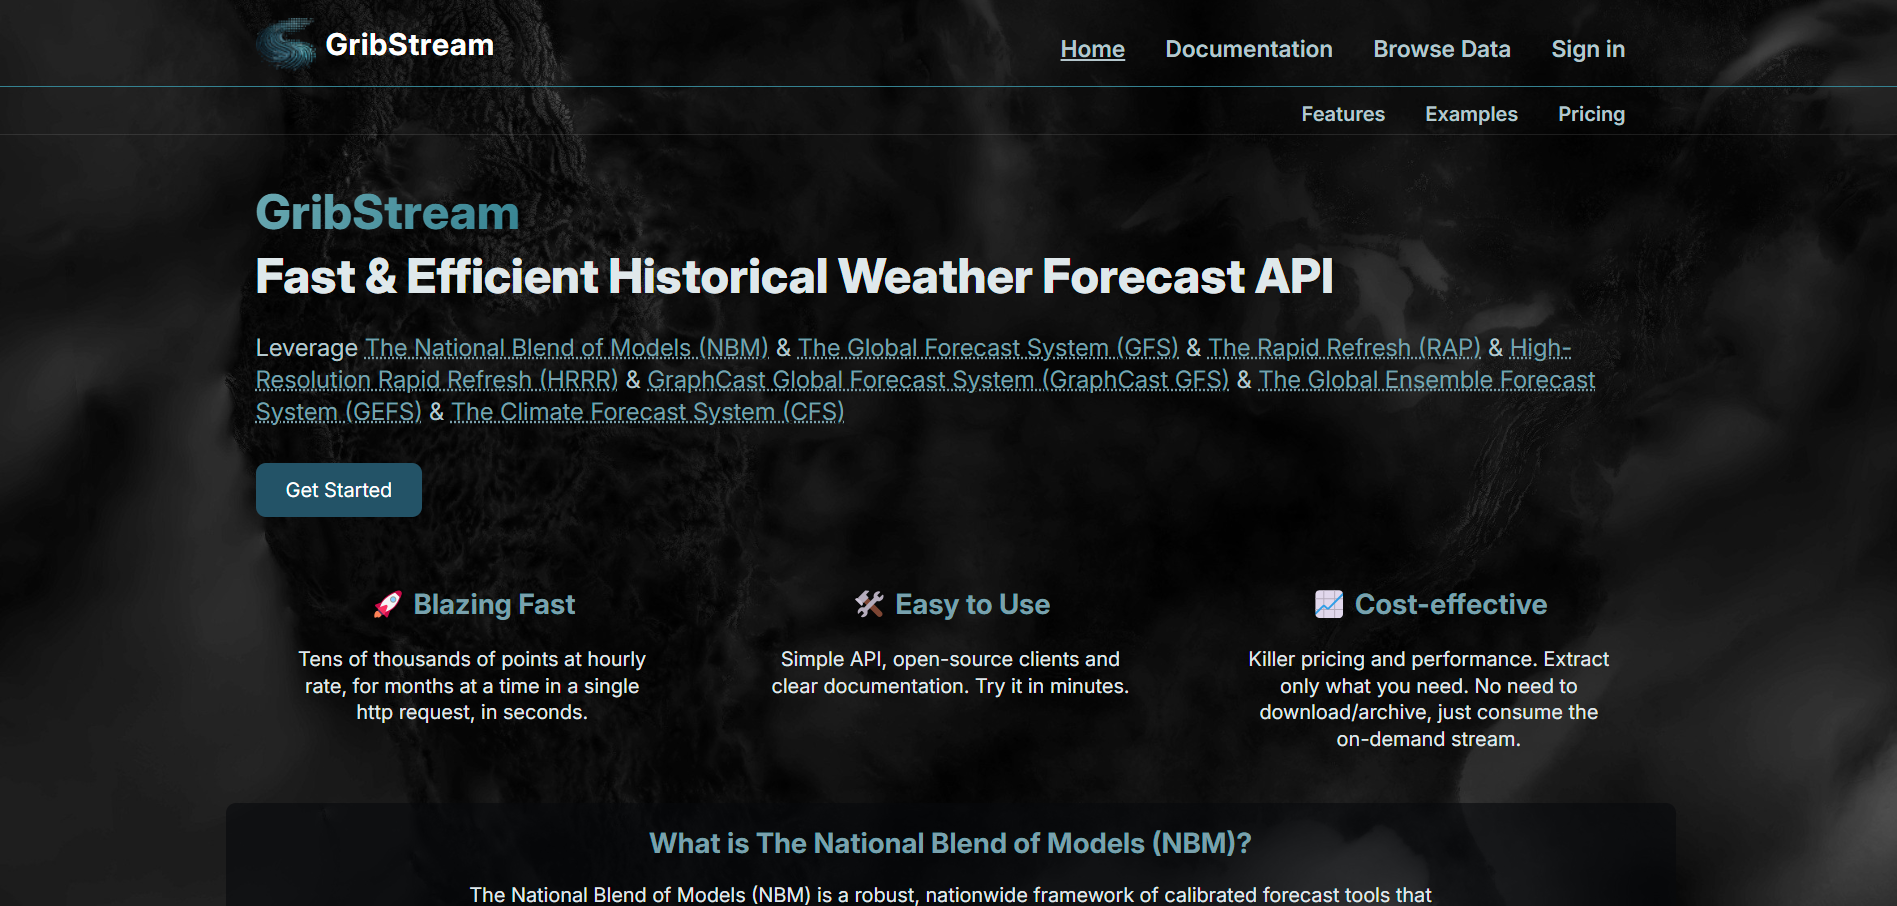 GribStream
Home Documentation Browse Data Sign in
Features Examples Pricing
GribStream
Fast & Efficient Historical Weather Forecast API
Leverage The National Blend of Models (NBM) & The Global Forecast System (GFS) & The Rapid Refresh (RAP) & High-
Resolution Rapid Refresh (HRRR) & GraphCast Global Forecast System (GraphCast GFS) & The Global Ensemble Forecast
System (GEFS) & The Climate Forecast System (CFS)
Get Started
Blazing Fast
Tens of thousands of points at hourly
rate, for months at a time in a single
http request, in seconds.
Easy to Use
Simple API, open-source clients and
clear documentation. Try it in minutes.
Cost-effective
Killer pricing and performance. Extract
only what you need. No need to
download/archive, just consume the
on-demand stream.
What is The National Blend of Models (NBM)?
The National Blend of Models (NBM) is a robust, nationwide framework of calibrated forecast tools that